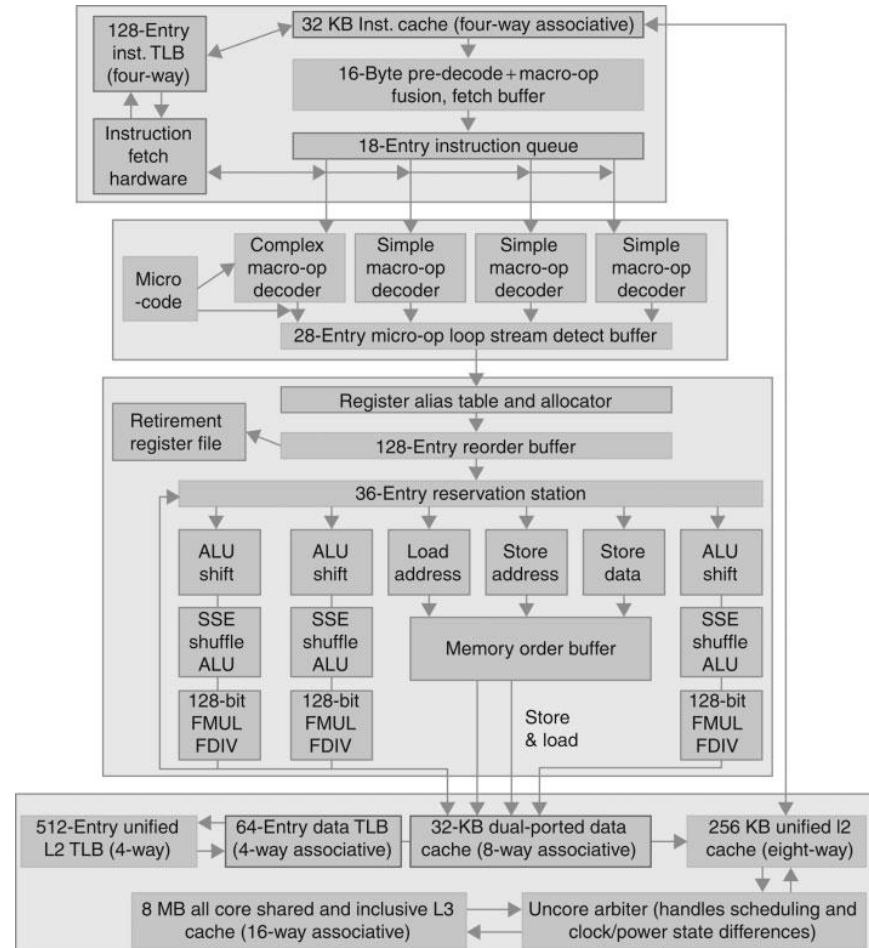 128-Entry
inst. TLB
(four-way)
32 KB Inst. cache (four-way associative)
16-Byte pre-decode+macro-op
fusion, fetch buffer
Instruction
fetch
hardware
18-Entry instruction queue
Micro
-code
Complex
macro-op
decoder
Simple
macro-op
decoder
Simple
macro-op
decoder
Simple
macro-op
decoder
28-Entry micro-op loop stream detect buffer
Register alias table and allocator
Retirement
register file
128-Entry reorder buffer
36-Entry reservation station
ALU
shift
ALU
shift
Load
address
Store
address
Store
data
ALU
shift
SSE
shuffle
ALU
SSE
shuffle
ALU
Memory order buffer
SSE
shuffle
ALU
128-bit
FMUL
FDIV
128-bit
FMUL
FDIV
Store
& load
128-bit
FMUL
FDIV
512-Entry unified
L2 TLB (4-way)
64-Entry data TLB
(4-way associative)
32-KB dual-ported data
cache (8-way associative)
256 KB unified l2
cache (eight-way)
8 MB all core shared and inclusive L3
cache (16-way associative)
Uncore arbiter (handles scheduling and
clock/power state differences)